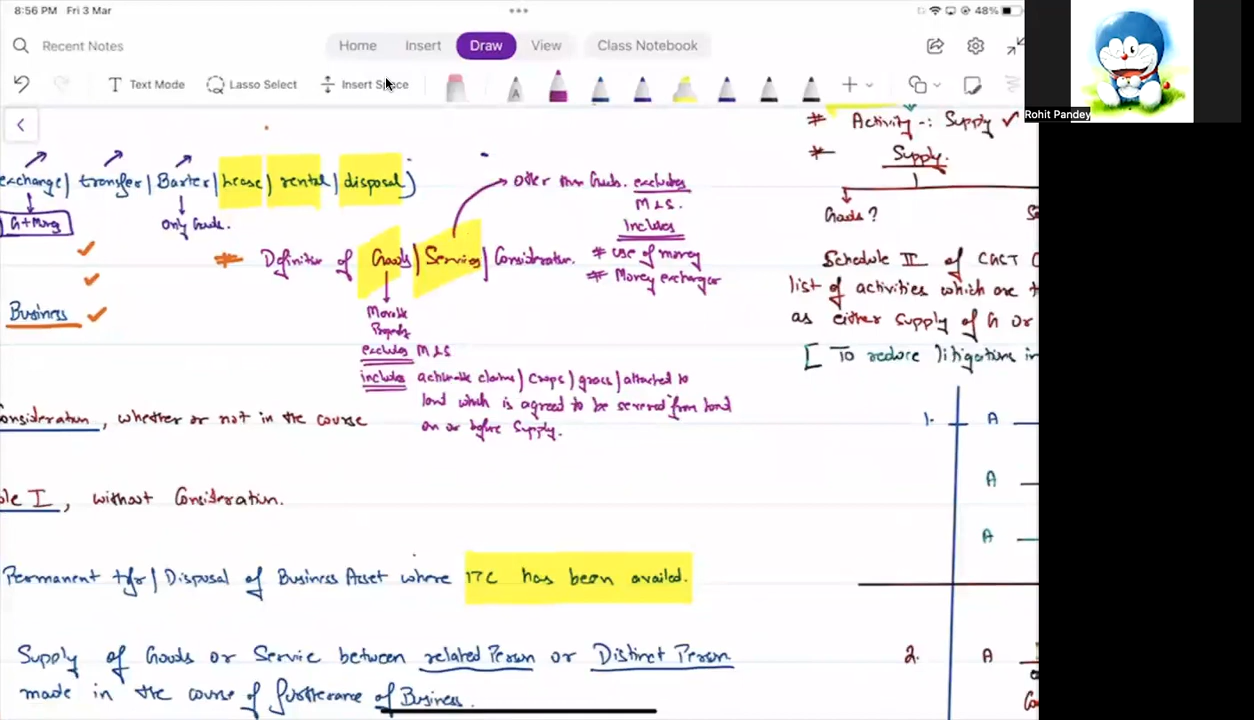 8:56 PM Fri 3 Mar
48%
Recent Notes
Home Insert Draw View Class Notebook
Text Mode Lasso Select Insert Space
Rohit Pandey
exchange| transfer| Barter| Lease| rental| disposal)
Only Goods.
Other than Goods. excludes
M & S.
Includes
# Use of money
# Money exchanger
* Definition of Goods| Services| Consideration.
Movable
Property
excludes M & S
includes actionable claims| Crops| grass| attached to
land which is agreed to be severed from land
on or before Supply.
Business
onsideration, whether or not in the course
le I, without Consideration.
Permanent tfr| Disposal of Business Asset where ITC has been availed.
Supply of Goods or Service between related Person or Distinct Person
made in the course of furtherance of Business.
* Activity -: Supply ✓
* Supply.
Goods?
Schedule II of CGST
list of activities which are
as either supply of G or
[ To reduce litigations in
1. A
A
A
2. A